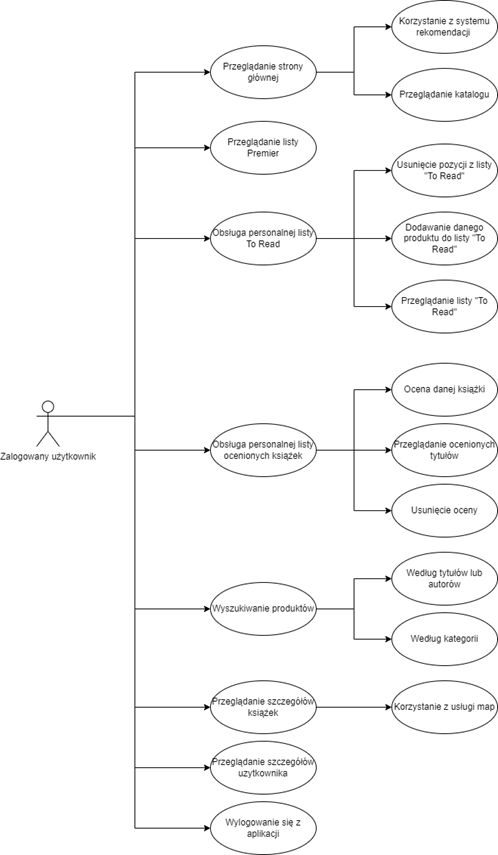 Korzystanie z systemu
rekomendacji
Przeglądanie strony
głównej
Przeglądanie katalogu
Przeglądanie listy
Premier
Usunięcie pozycji z listy
"To Read"
Obsługa personalnej listy
To Read
Dodawanie danego
produktu do listy "To
Read"
Przeglądanie listy "To
Read"
Ocena danej książki
Zalogowany użytkownik
Obsługa personalnej listy
ocenionych książek
Przeglądanie ocenionych
tytułów
Usunięcie oceny
Według tytułów lub
autorów
Wyszukiwanie produktów
Według kategorii
Przeglądanie szczegółów
książek
Korzystanie z usługi map
Przeglądanie szczegółów
uzytkownika
Wylogowanie się z
aplikacji